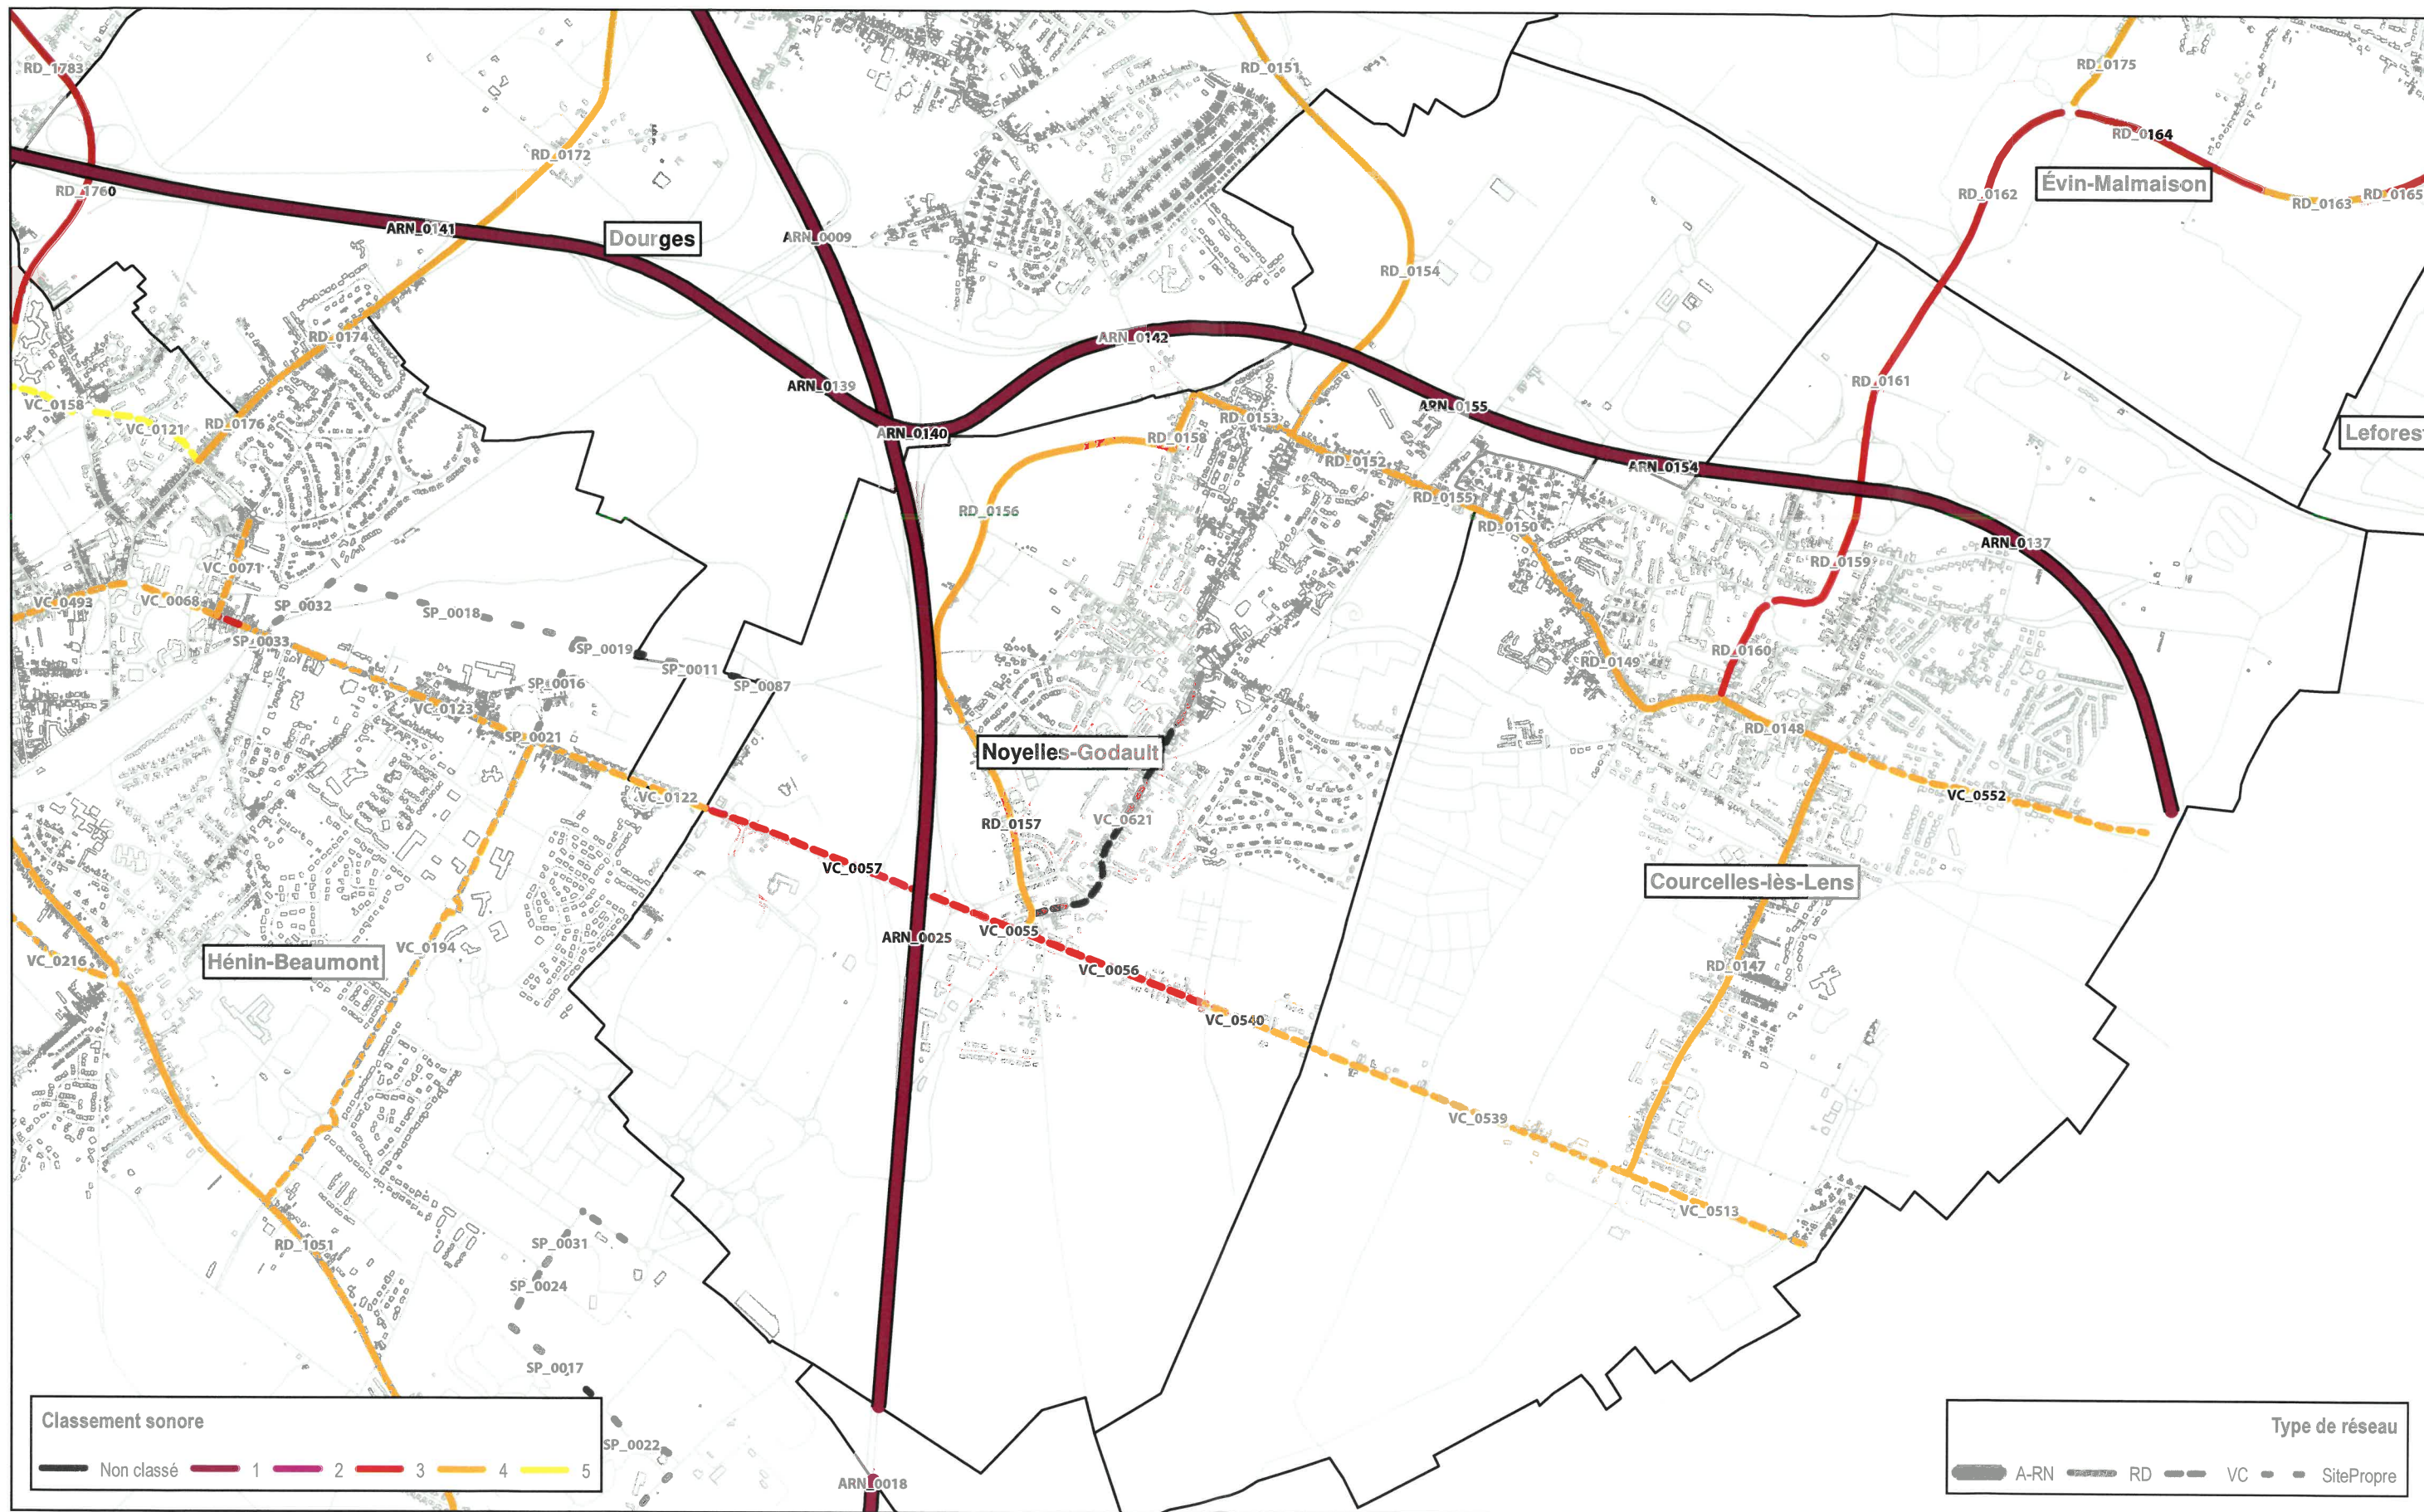 RD_1783
RD_0151
RD_0175
RD_0164
RD_0172
RD_1760
Évin-Malmaison
RD_0162
RD_0163
RD_0165
ARN_0141
Dourges
ARN_0009
RD_0154
RD_0174
ARN_0142
ARN_0139
RD_0161
VC_0158
VC_0121
RD_0176
ARN_0140
RD_0153
ARN_0155
RD_0158
Lefores
RD_0152
ARN_0154
RD_0155
RD_0156
RD_0150
ARN_0137
VC_0071
RD_0159
VC_0493
VC_0068
SP_0032
SP_0018
SP_0033
SP_0019
SP_0011
SP_0087
RD_0149
RD_0160
SP_0016
VC_0123
SP_0021
RD_0148
Noyelles-Godault
VC_0122
VC_0552
RD_0157
VC_0621
VC_0057
Courcelles-lès-Lens
VC_0055
ARN_0025
VC_0194
VC_0216
Hénin-Beaumont
VC_0056
RD_0147
VC_0540
VC_0539
VC_0513
RD_1051
SP_0031
SP_0024
SP_0017
SP_0022
ARN_0018
Classement sonore
Non classé 1 2 3 4 5
Type de réseau
A-RN RD VC SitePropre